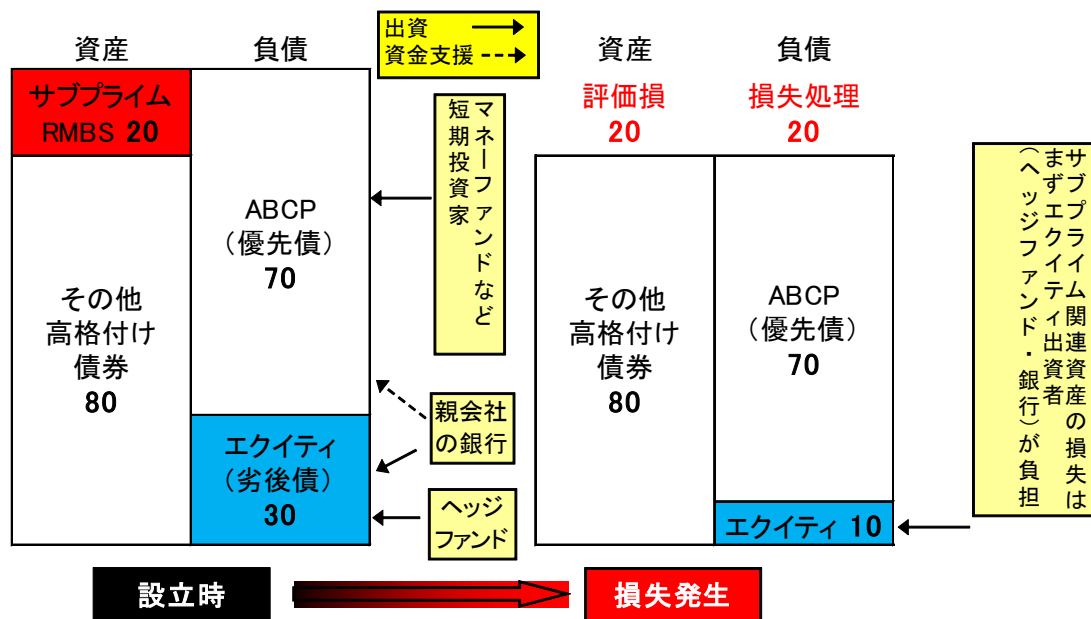 資産
負債
サブプライム
RMBS 20
その他
高格付け
債券
80
ABCP
（優先債）
70
エクイティ
（劣後債）
30
出資
資金支援
マネーファンドなど
短期投資家
親会社
の銀行
ヘッジ
ファンド
資産
負債
評価損
20
損失処理
20
その他
高格付け
債券
80
ABCP
（優先債）
70
エクイティ 10
サブプライム関連資産の損失は
まずエクイティ出資者
（ヘッジファンド・銀行）が負担
設立時
損失発生